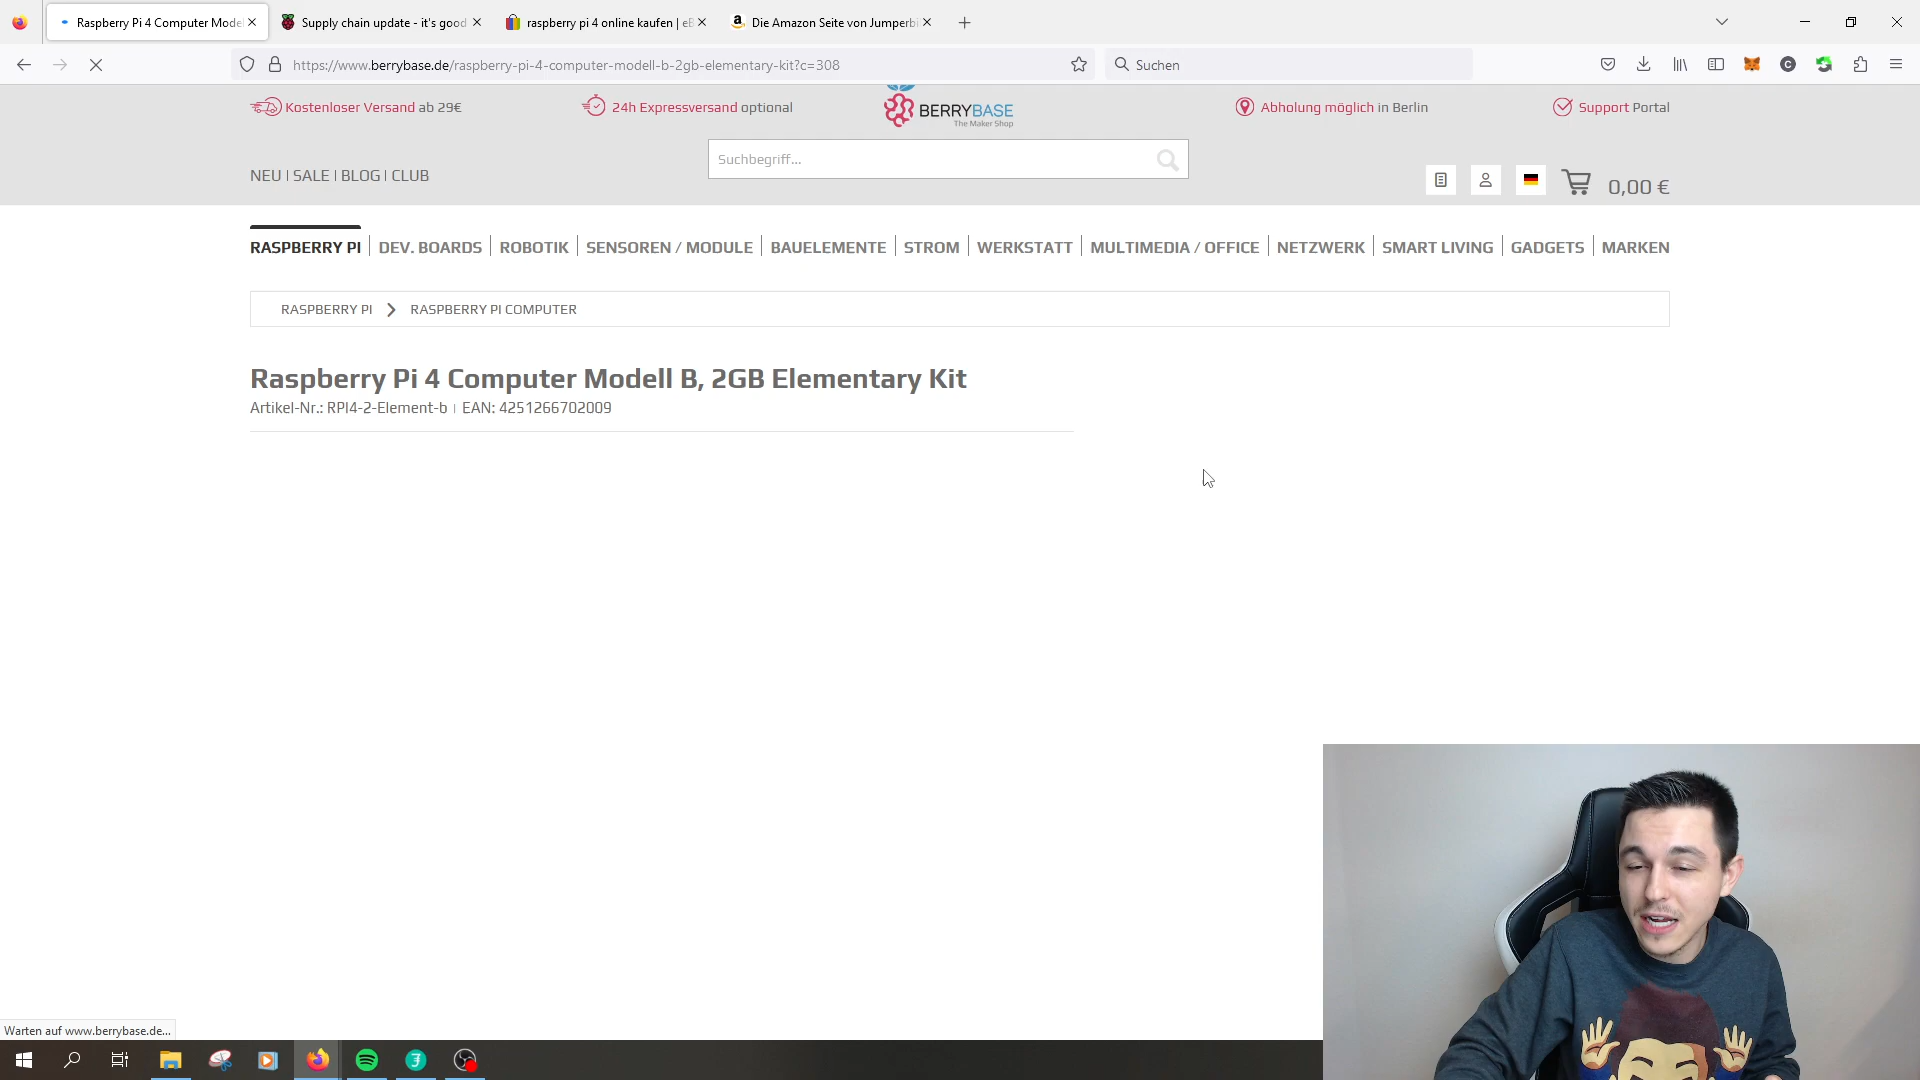 Raspberry Pi 4 Computer Model
Supply chain update - it's good
raspberry pi 4 online kaufen | eB
Die Amazon Seite von Jumperbi
https://www.berrybase.de/raspberry-pi-4-computer-modell-b-2gb-elementary-kit?c=308
Suchen
Kostenloser Versand ab 29€
24h Expressversand optional
BERRYBASE
The Maker Shop
Abholung möglich in Berlin
Support Portal
Suchbegriff...
NEU | SALE | BLOG | CLUB
0,00 €
RASPBERRY PI | DEV. BOARDS | ROBOTIK | SENSOREN / MODULE | BAUELEMENTE | STROM | WERKSTATT | MULTIMEDIA / OFFICE | NETZWERK | SMART LIVING | GADGETS | MARKEN
RASPBERRY PI > RASPBERRY PI COMPUTER
Raspberry Pi 4 Computer Modell B, 2GB Elementary Kit
Artikel-Nr.: RPI4-2-Element-b | EAN: 4251266702009
Warten auf www.berrybase.de...